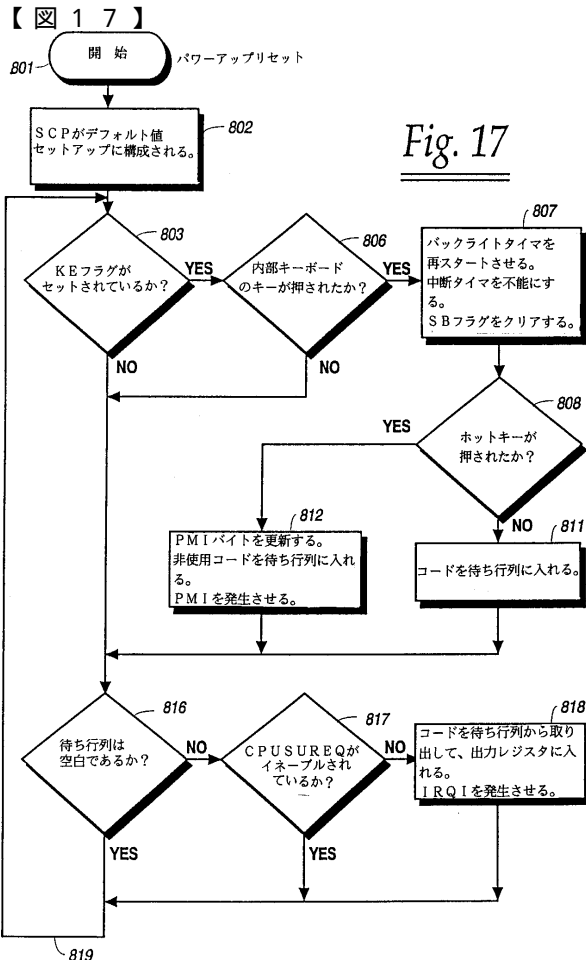 【図１７】
801
開始
パワーアップリセット
802
ＳＣＰがデフォルト値
セットアップに構成される。
Fig. 17
803
ＫＥフラグが
セットされているか？
YES
NO
806
内部キーボード
のキーが押されたか？
YES
NO
807
バックライトタイマを
再スタートさせる。
中断タイマを不能にす
る。
ＳＢフラグをクリアする。
808
ホットキーが
押されたか？
YES
NO
812
ＰＭＩバイトを更新する。
非使用コードを待ち行列に入れ
る。
ＰＭＩを発生させる。
811
コードを待ち行列に入れる。
816
待ち行列は
空白であるか？
NO
YES
817
ＣＰＵＳＵＲＥＱが
イネーブルされ
ているか？
NO
YES
818
コードを待ち行列から取り
出して、出力レジスタに入
れる。
ＩＲＱＩを発生させる。
819